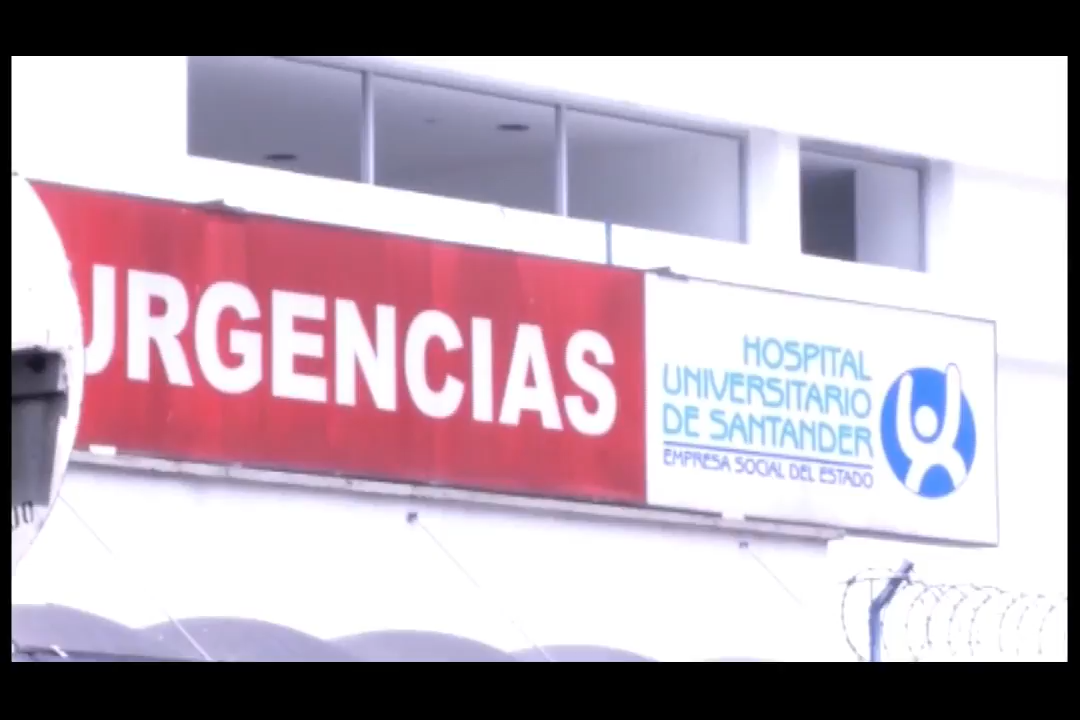 URGENCIAS
HOSPITAL
UNIVERSITARIO
DE SANTANDER
EMPRESA SOCIAL DEL ESTADO